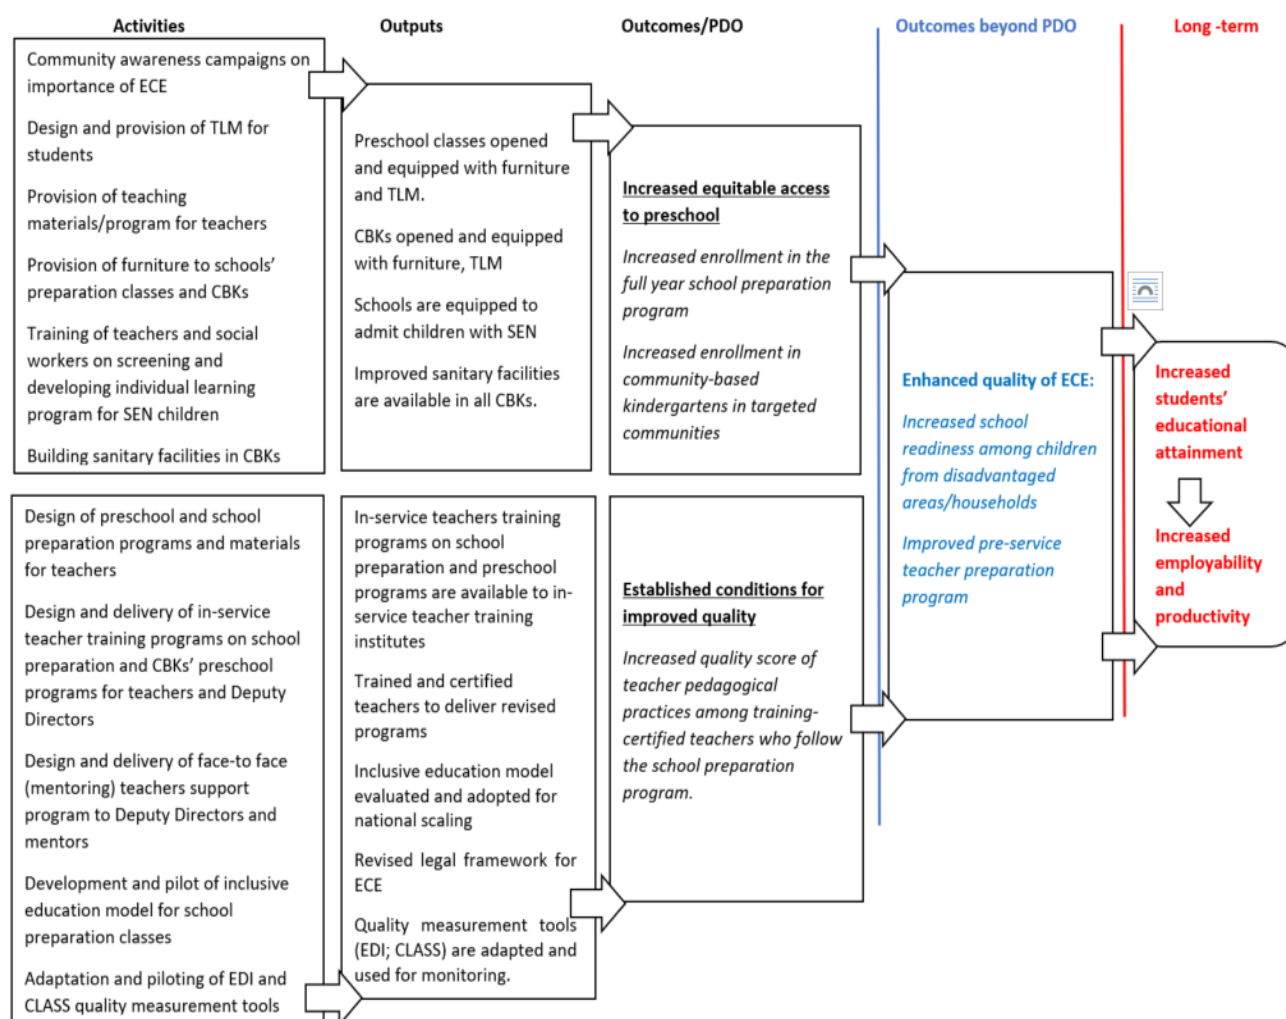 Activities
Outputs
Outcomes/PDO
Outcomes beyond PDO
Long -term
Community awareness campaigns on
importance of ECE
Design and provision of TLM for
students
Provision of teaching
materials/program for teachers
Provision of furniture to schools'
preparation classes and CBKs
Training of teachers and social
workers on screening and
developing individual learning
program for SEN children
Building sanitary facilities in CBKs
Preschool classes opened
and equipped with furniture
and TLM.
CBKs opened and equipped
with furniture, TLM
Schools are equipped to
admit children with SEN
Improved sanitary facilities
are available in all CBKs.
Increased equitable access
to preschool
Increased enrollment in the
full year school preparation
program
Increased enrollment in
community-based
kindergartens in targeted
communities
Design of preschool and school
preparation programs and materials
for teachers
Design and delivery of in-service
teacher training programs on school
preparation and CBKs' preschool
programs for teachers and Deputy
Directors
Design and delivery of face-to face
(mentoring) teachers support
program to Deputy Directors and
mentors
Development and pilot of inclusive
education model for school
preparation classes
Adaptation and piloting of EDI and
CLASS quality measurement tools
In-service teachers training
programs on school
preparation and preschool
programs are available to in-
service teacher training
institutes
Trained and certified
teachers to deliver revised
programs
Inclusive education model
evaluated and adopted for
national scaling
Revised legal framework for
ECE
Quality measurement tools
(EDI; CLASS) are adapted and
used for monitoring.
Established conditions for
improved quality
Increased quality score of
teacher pedagogical
practices among training-
certified teachers who follow
the school preparation
program.
Enhanced quality of ECE:
Increased school
readiness among children
from disadvantaged
areas/households
Improved pre-service
teacher preparation
program
Increased
students'
educational
attainment
Increased
employability
and
productivity